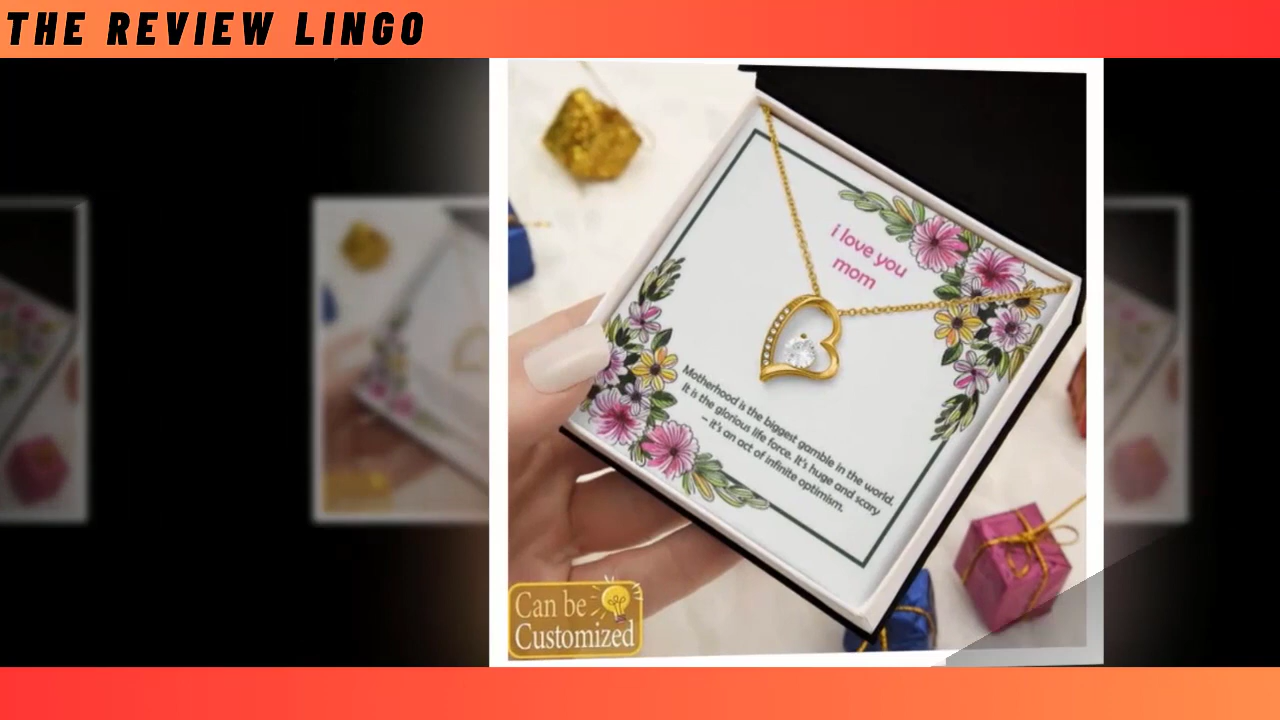 THE REVIEW LINGO
i love you
mom
Motherhood is the biggest gamble in the world.
It is the glorious life force. It's huge and scary
– it's an act of infinite optimism.
Can be
Customized